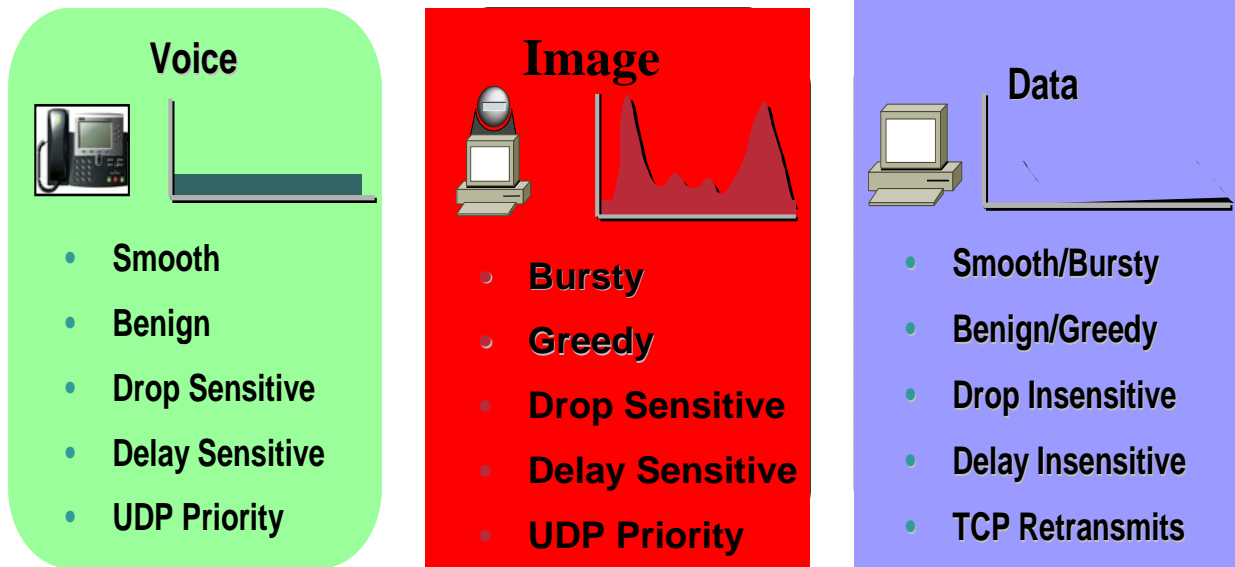 Voice
• Smooth
• Benign
• Drop Sensitive
• Delay Sensitive
• UDP Priority
Image
• Bursty
• Greedy
• Drop Sensitive
• Delay Sensitive
• UDP Priority
Data
• Smooth/Bursty
• Benign/Greedy
• Drop Insensitive
• Delay Insensitive
• TCP Retransmits